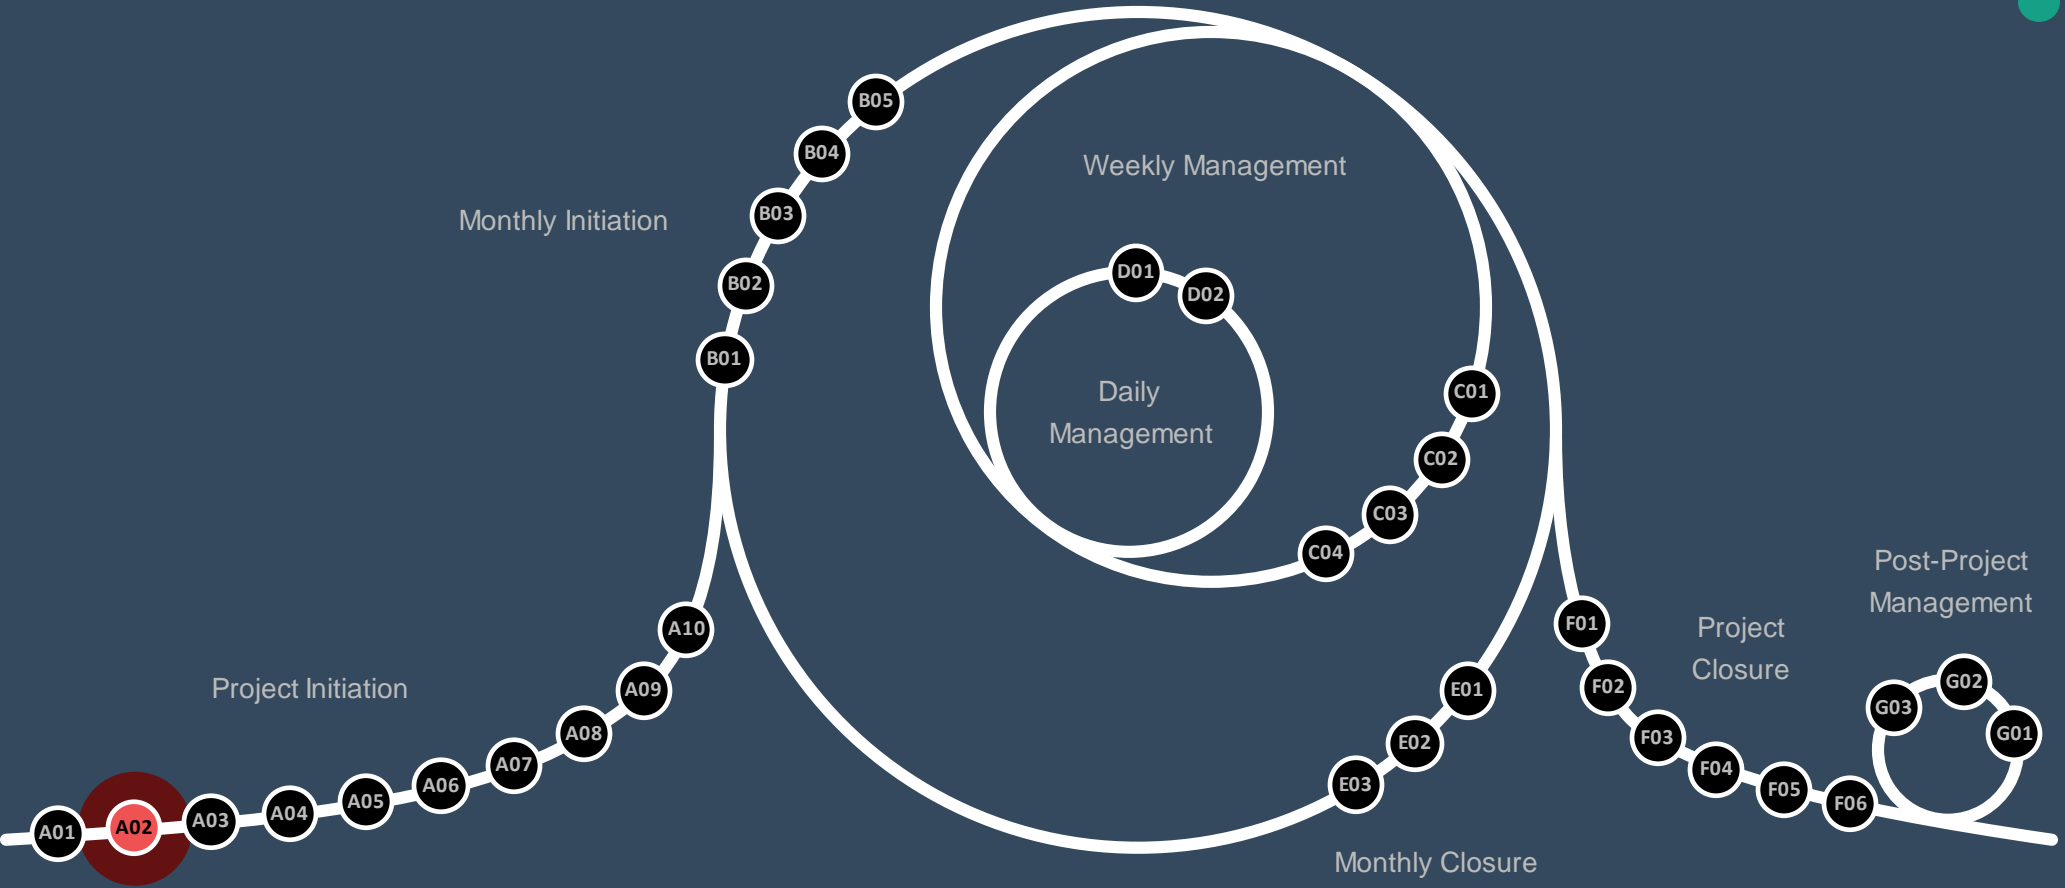 B05
B04
Weekly Management
B03
Monthly Initiation
D01
B02
D02
B01
Daily
Management
C01
C02
C03
C04
Post-Project
Management
Project
Closure
F01
A10
Project Initiation
A09
E01
F02
G02
G03
G01
A08
E02
F03
A07
F04
A06
E03
F05
A05
F06
A04
A03
A02
A01
Monthly Closure